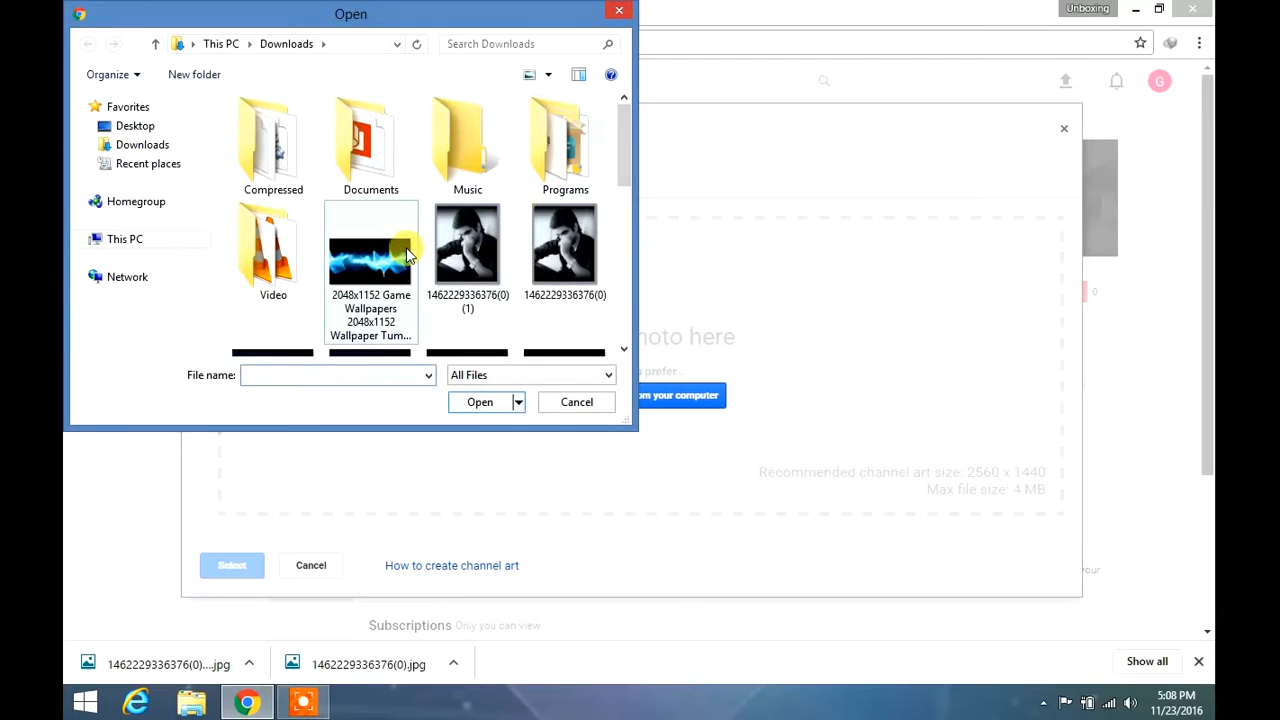 Open
Unboxing
This PC
Downloads
Search Downloads
Organize
New folder
Favorites
Desktop
Downloads
Recent places
Homegroup
This PC
Network
Compressed
Documents
Music
Programs
Video
2048x1152 Game
Wallpapers
2048x1152
Wallpaper Tum...
1462229336376(0)
(1)
1462229336376(0)
File name:
All Files
Open
Cancel
G
0
hoto here
prefer ..
om your computer
Recommended channel art size: 2560 x 1440
Max file size: 4 MB
Select
Cancel
How to create channel art
your
Subscriptions Only you can view
1462229336376(0)....jpg
1462229336376(0).jpg
Show all
5:08 PM
11/23/2016